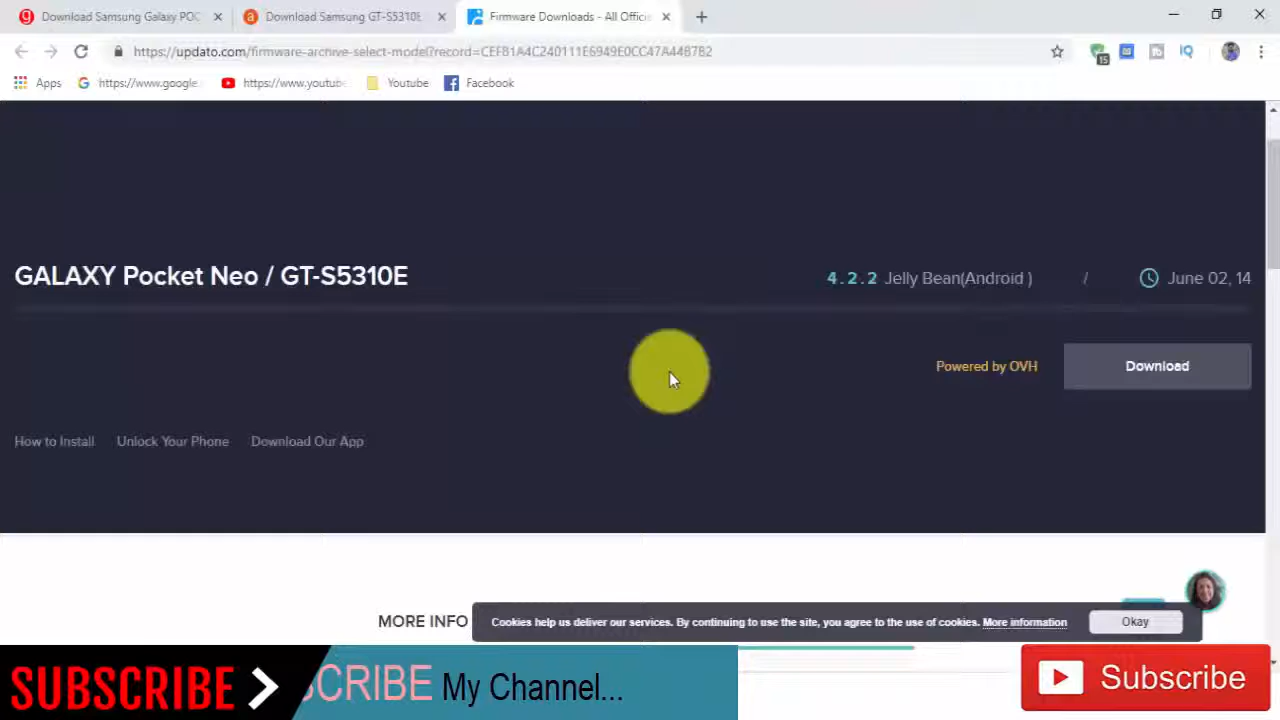 Download Samsung Galaxy POC
Download Samsung GT-S5310E
Firmware Downloads - All Offici
https://updato.com/firmware-archive-select-model?record=CEF81A4C240111E6949E0CC47A44B7B2
15
Apps
https://www.google
https://www.youtube
Youtube
Facebook
GALAXY Pocket Neo / GT-S5310E
4.2.2 Jelly Bean(Android )
/
June 02, 14
Powered by OVH
Download
How to Install
Unlock Your Phone
Download Our App
MORE INFO
Cookies help us deliver our services. By continuing to use the site, you agree to the use of cookies. More information
Okay
SUBSCRIBE
SCRIBE My Channel...
Subscribe